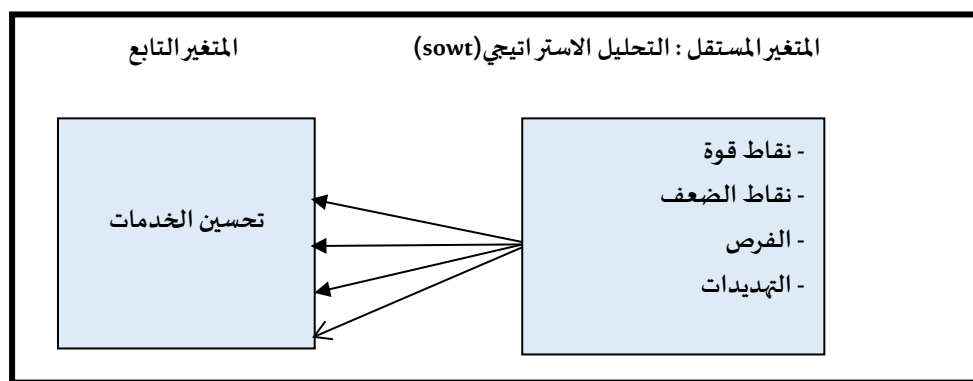 المتغير المستقل : التحليل الاستراتيجي(sowt)
المتغير التابع
- نقاط قوة
- نقاط الضعف
- الفرص
- التهديدات
تحسين الخدمات